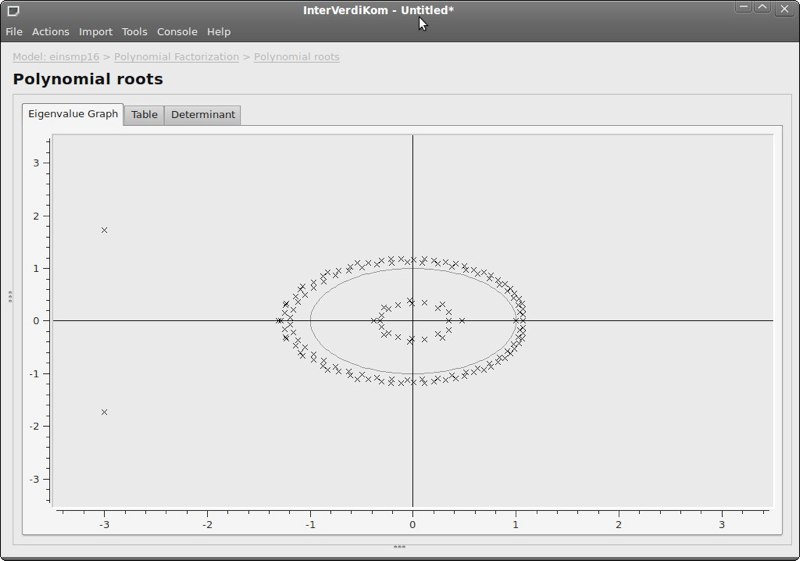 InterVerdiKom - Untitled*
File Actions Import Tools Console Help
Model: einsmp16 > Polynomial Factorization > Polynomial roots
Polynomial roots
Eigenvalue Graph Table Determinant
3
2
1
0
-1
-2
-3
-3 -2 -1 0 1 2 3